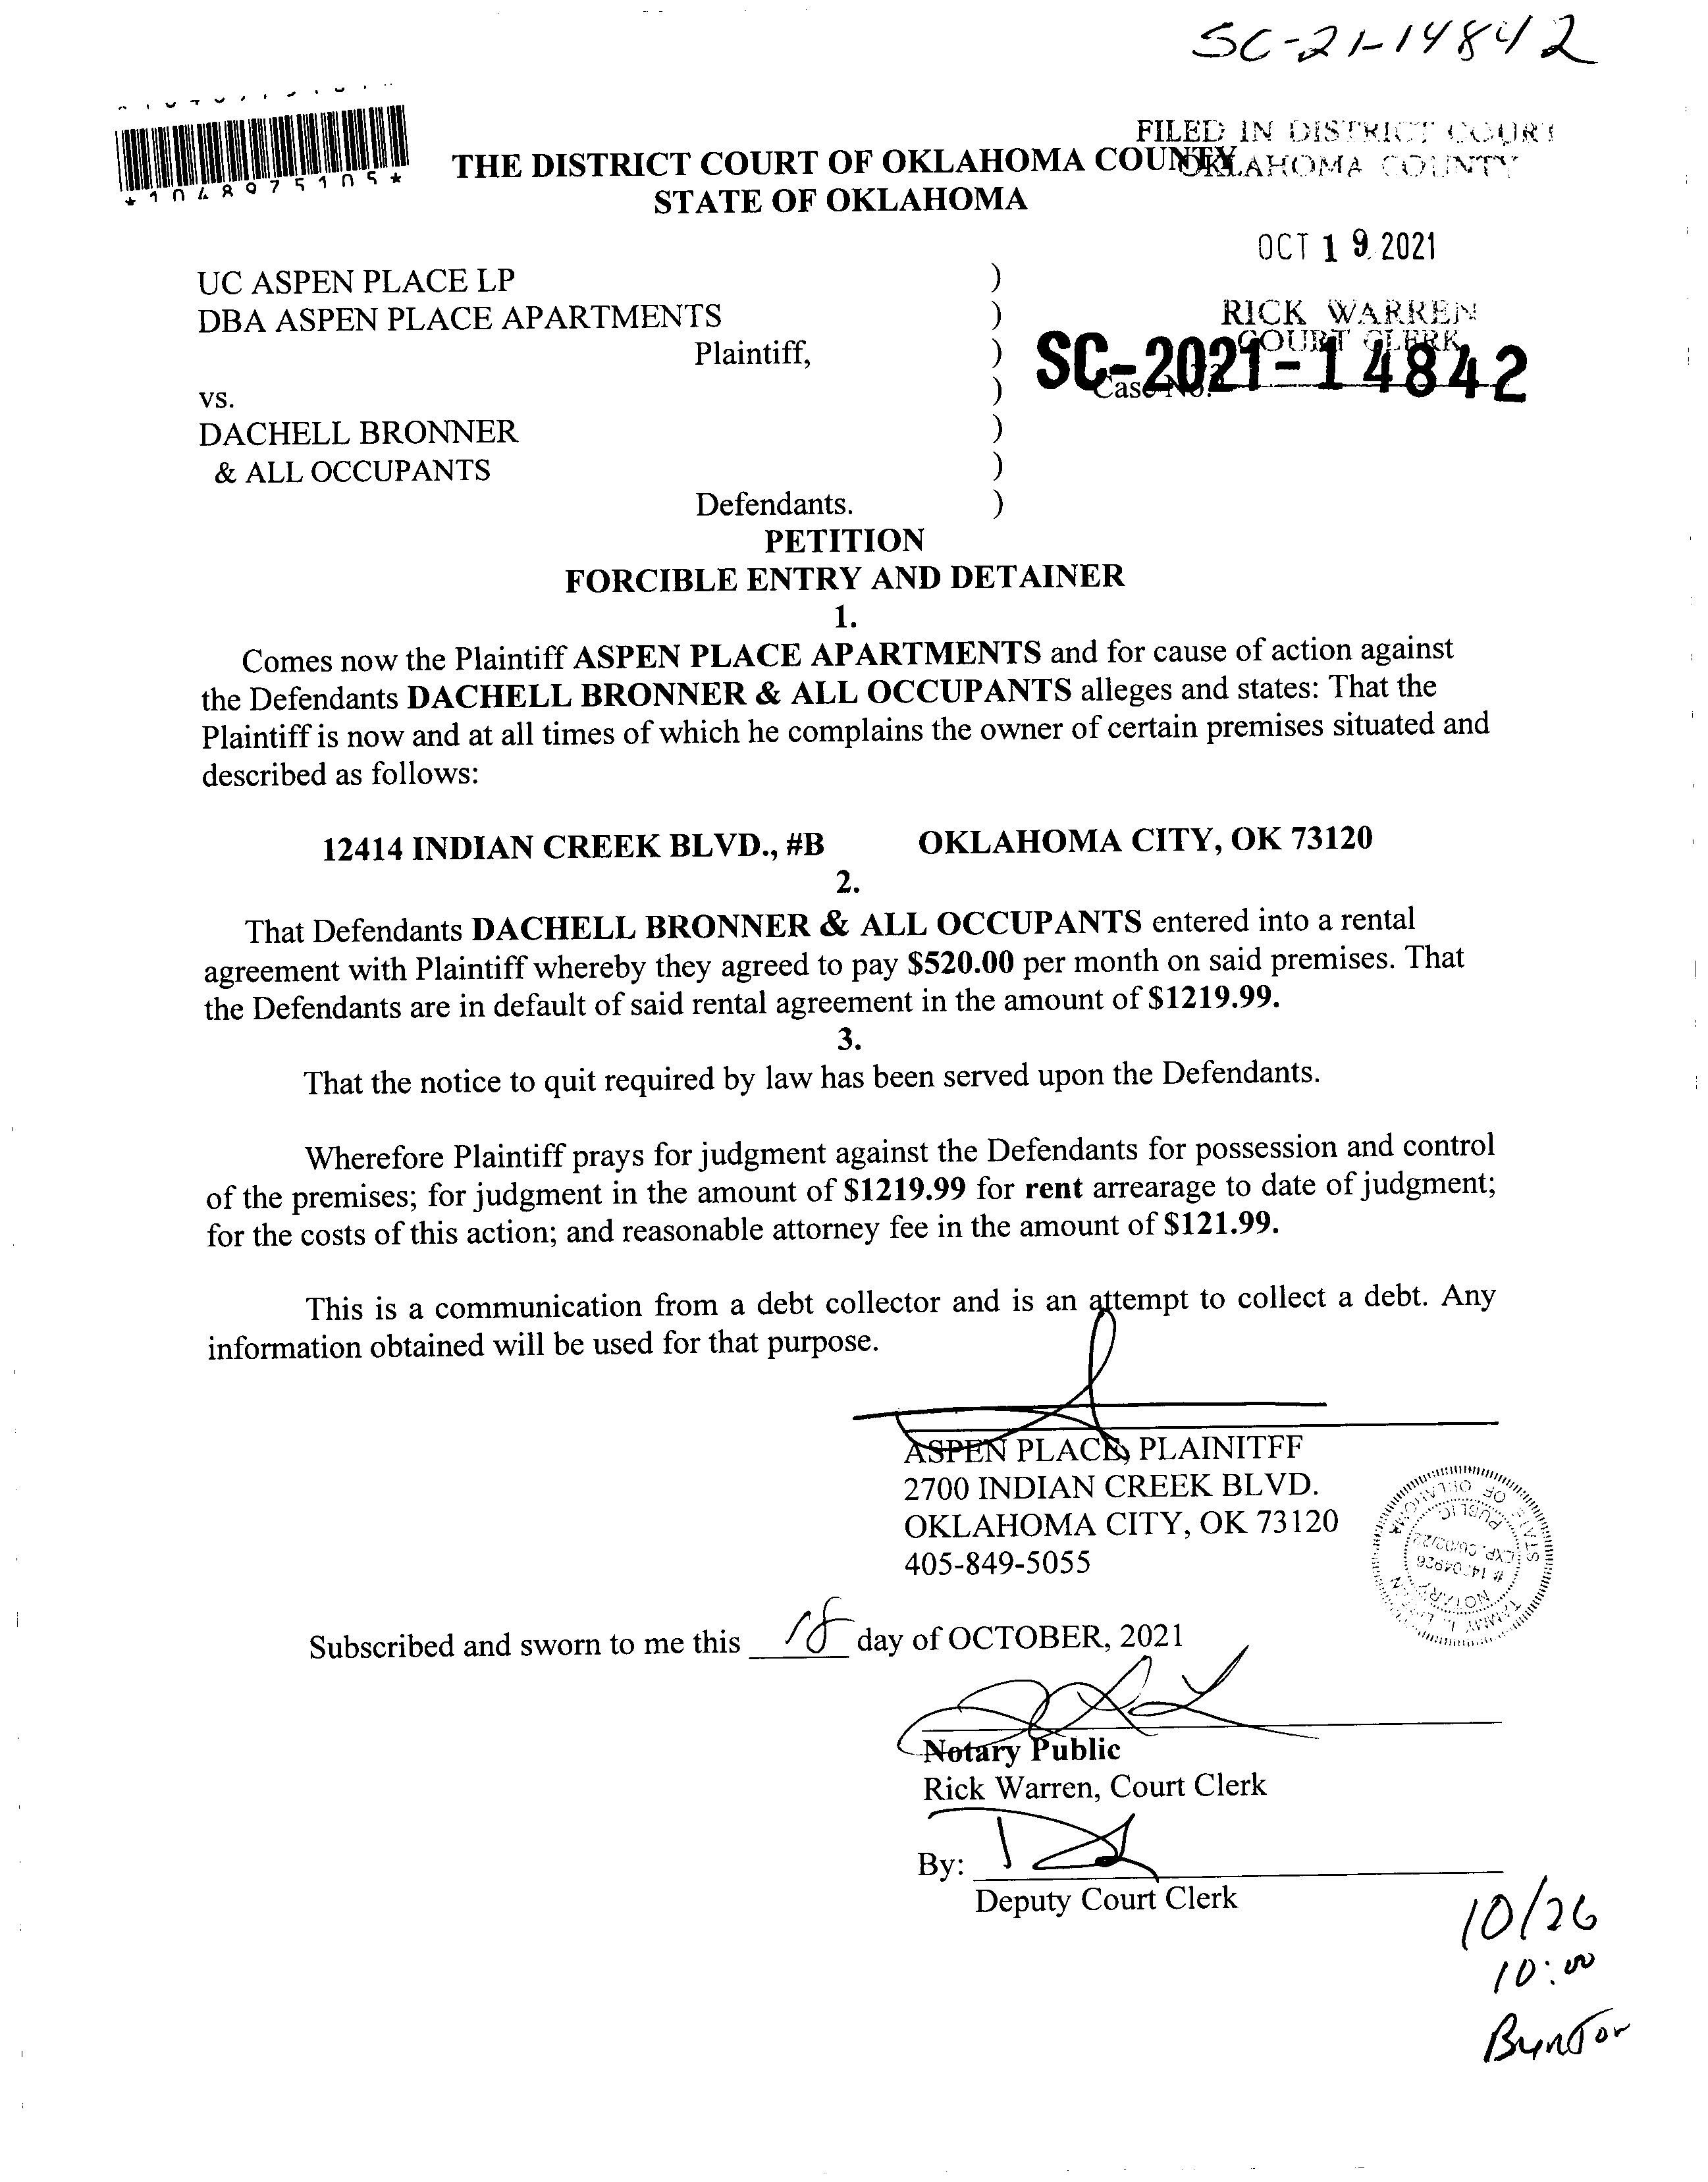 SC-21-14842
*1048975105*
FILED IN DISTRICT COURT
OKLAHOMA COUNTY
THE DISTRICT COURT OF OKLAHOMA COUNTY
STATE OF OKLAHOMA
OCT 19 2021
UC ASPEN PLACE LP )
DBA ASPEN PLACE APARTMENTS )
RICK WARREN
COURT CLERK
Plaintiff, )
SC-2021-14842
Case No.
vs. )
DACHELL BRONNER )
& ALL OCCUPANTS )
Defendants. )
PETITION
FORCIBLE ENTRY AND DETAINER
1.
Comes now the Plaintiff ASPEN PLACE APARTMENTS and for cause of action against
the Defendants DACHELL BRONNER & ALL OCCUPANTS alleges and states: That the
Plaintiff is now and at all times of which he complains the owner of certain premises situated and
described as follows:
12414 INDIAN CREEK BLVD., #B OKLAHOMA CITY, OK 73120
2.
That Defendants DACHELL BRONNER & ALL OCCUPANTS entered into a rental
agreement with Plaintiff whereby they agreed to pay $520.00 per month on said premises. That
the Defendants are in default of said rental agreement in the amount of $1219.99.
3.
That the notice to quit required by law has been served upon the Defendants.
Wherefore Plaintiff prays for judgment against the Defendants for possession and control
of the premises; for judgment in the amount of $1219.99 for rent arrearage to date of judgment;
for the costs of this action; and reasonable attorney fee in the amount of $121.99.
This is a communication from a debt collector and is an attempt to collect a debt. Any
information obtained will be used for that purpose.
ASPEN PLACE, PLAINITFF
2700 INDIAN CREEK BLVD.
OKLAHOMA CITY, OK 73120
405-849-5055
STATE OF OKLAHOMA
PUBLIC
NOTARY
Subscribed and sworn to me this 18 day of OCTOBER, 2021
Notary Public
Rick Warren, Court Clerk
By:
Deputy Court Clerk
10/26
10:00
Bunton